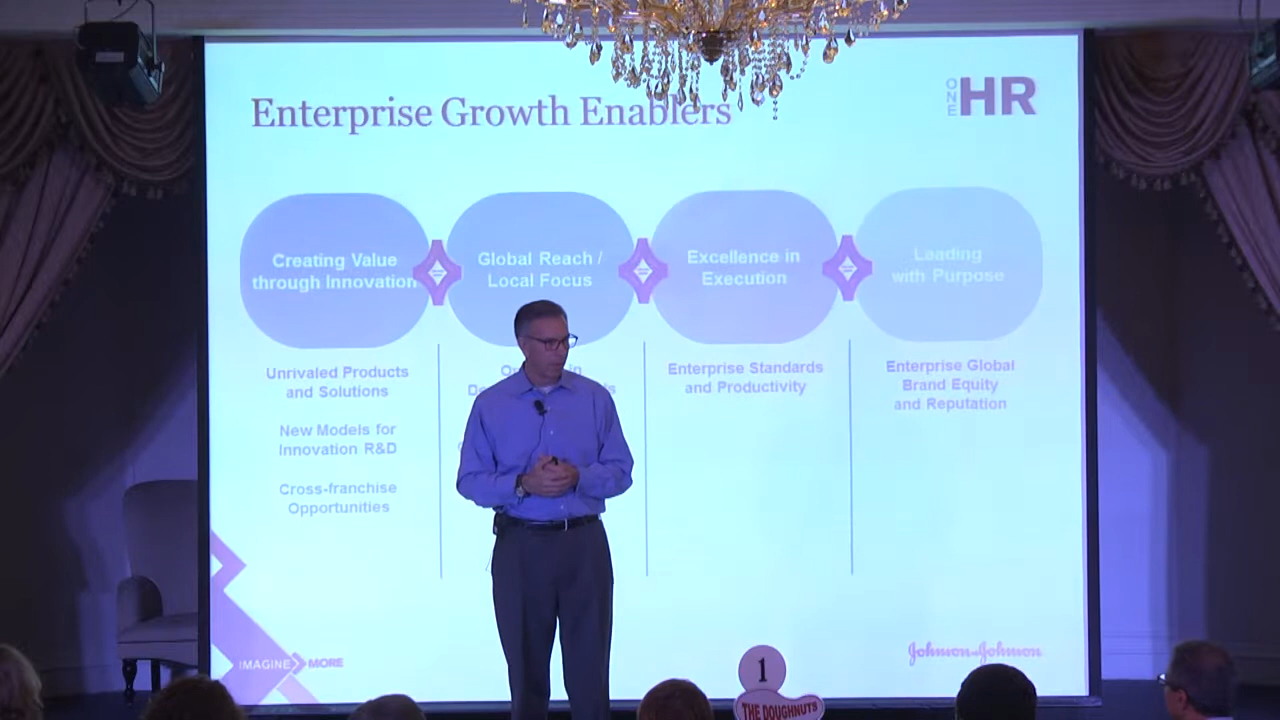 Enterprise Growth Enablers
ONE
HR
Creating Value
through Innovation
Global Reach /
Local Focus
Excellence in
Execution
Leading
with Purpose
Unrivaled Products
and Solutions
New Models for
Innovation R&D
Cross-franchise
Opportunities
Enterprise Standards
and Productivity
Enterprise Global
Brand Equity
and Reputation
IMAGINE MORE
Johnson & Johnson
1
THE DOUGHNUTS